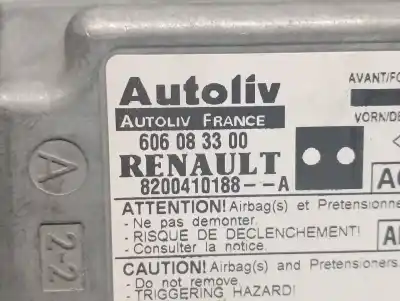 Autoliv
AUTOLIV FRANCE
606 08 33 00
RENAULT
8200410188--A
AVANT/
VORN/DE
ATTENTION! Airbag(s) et Pretensionne
- Ne pas demonter.
- RISQUE DE DECLENCHEMENT!
- Consulter la notice.
CAUTION! Airbag(s) and Pretensioners
- Do not remove
- TRIGGERING HAZARD!
A
2-2